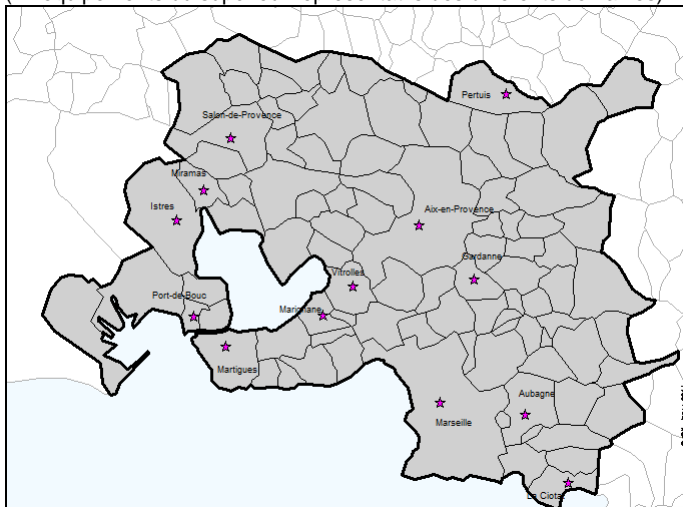 Pertuis
Salon-de-Provence
Miramas
Istres
Aix-en-Provence
Gardanne
Vitrolles
Port-de-Bouc
Marignane
Martigues
Aubagne
Marseille
La Ciotat